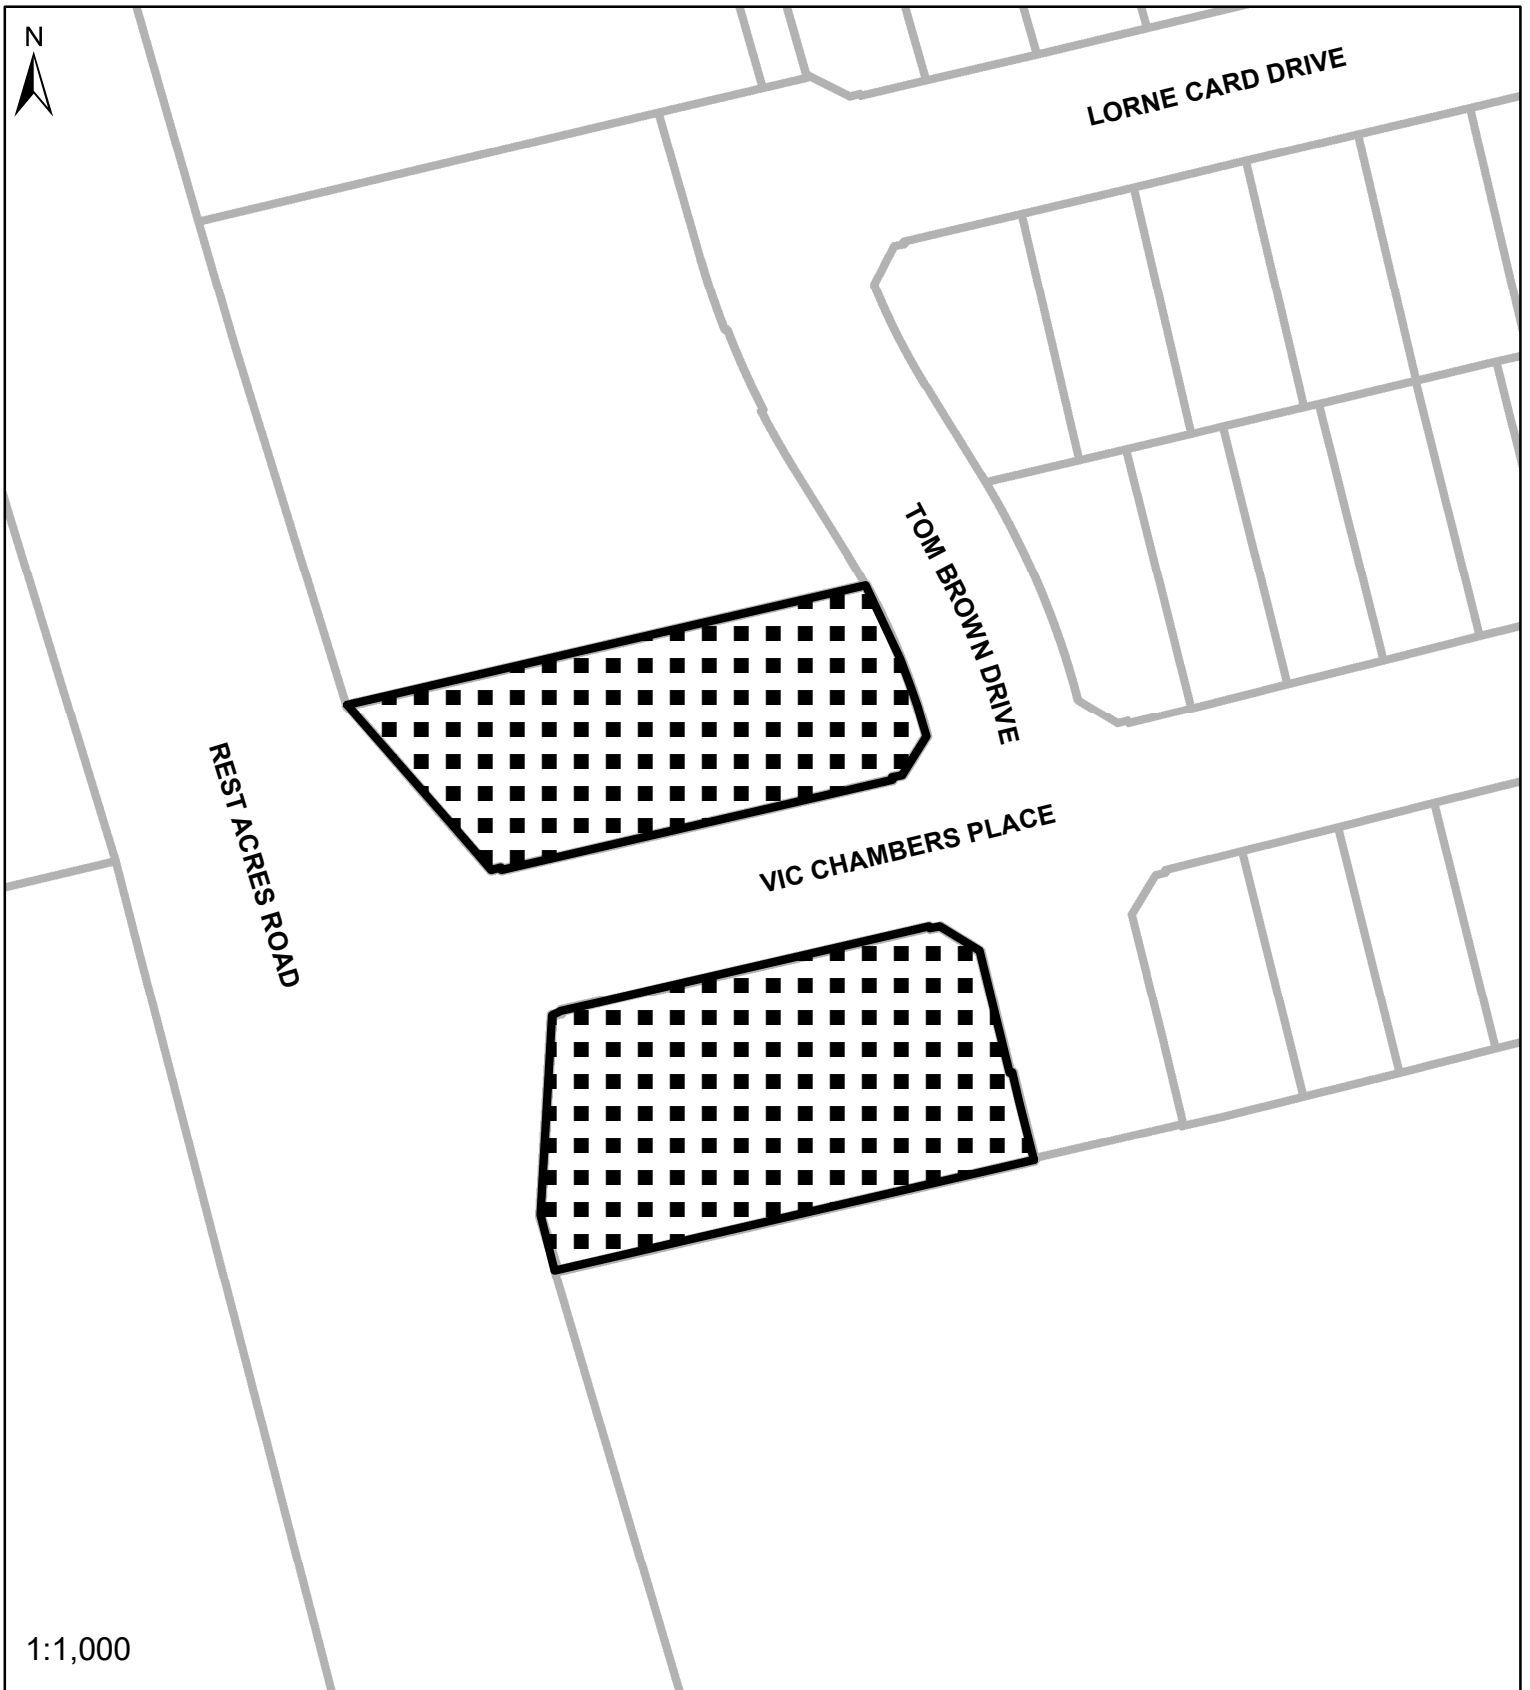 N
LORNE CARD DRIVE
TOM BROWN DRIVE
REST ACRES ROAD
VIC CHAMBERS PLACE
1:1,000